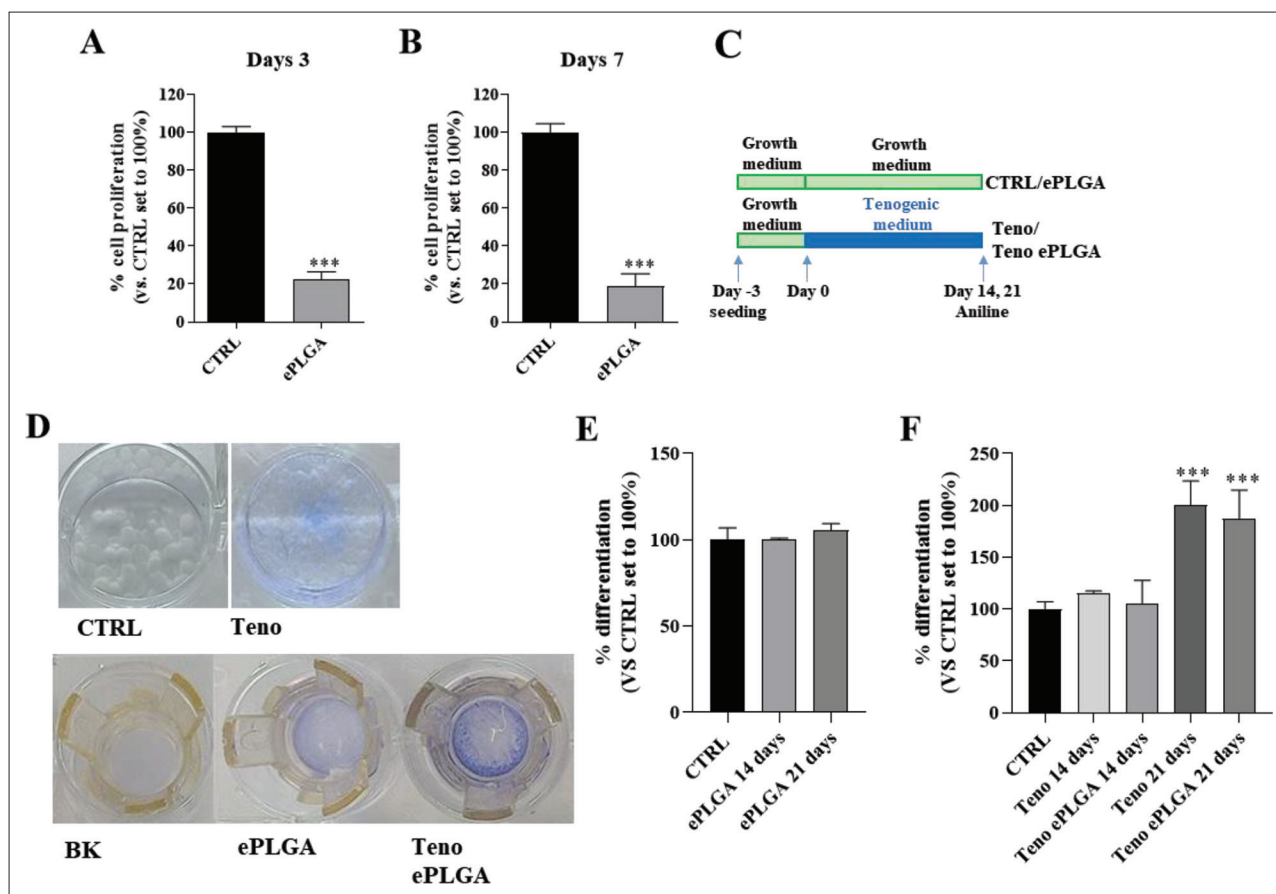 A
Days 3
% cell proliferation
(vs. CTRL set to 100%)
120
100
80
60
40
20
0
***
CTRL
ePLGA
B
Days 7
% cell proliferation
(vs. CTRL set to 100%)
120
100
80
60
40
20
0
***
CTRL
ePLGA
C
Growth
medium
Growth
medium
CTRL/ePLGA
Growth
medium
Tenogenic
medium
Teno/
Teno ePLGA
Day -3
seeding
Day 0
Day 14, 21
Aniline
D
CTRL
Teno
BK
ePLGA
Teno
ePLGA
E
% differentiation
(VS CTRL set to 100%)
150
100
50
0
CTRL
ePLGA 14 days
ePLGA 21 days
F
% differentiation
(VS CTRL set to 100%)
250
200
150
100
50
0
***
***
CTRL
Teno 14 days
Teno ePLGA 14 days
Teno 21 days
Teno ePLGA 21 days